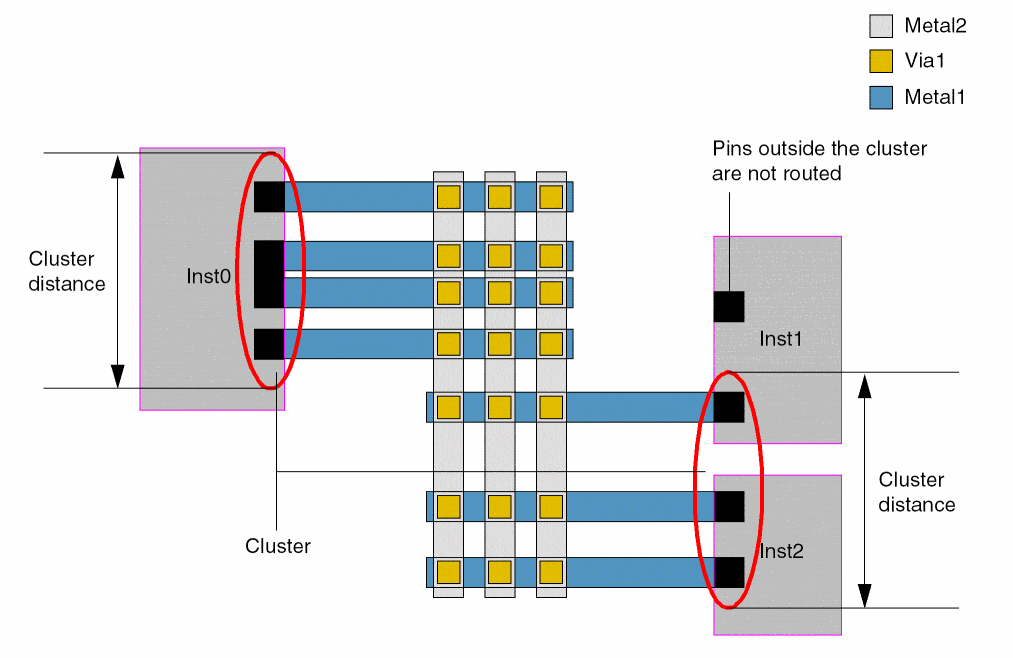 Metal2
Via1
Metal1
Pins outside the cluster
are not routed
Cluster
distance
Inst0
Inst1
Cluster
distance
Inst2
Cluster